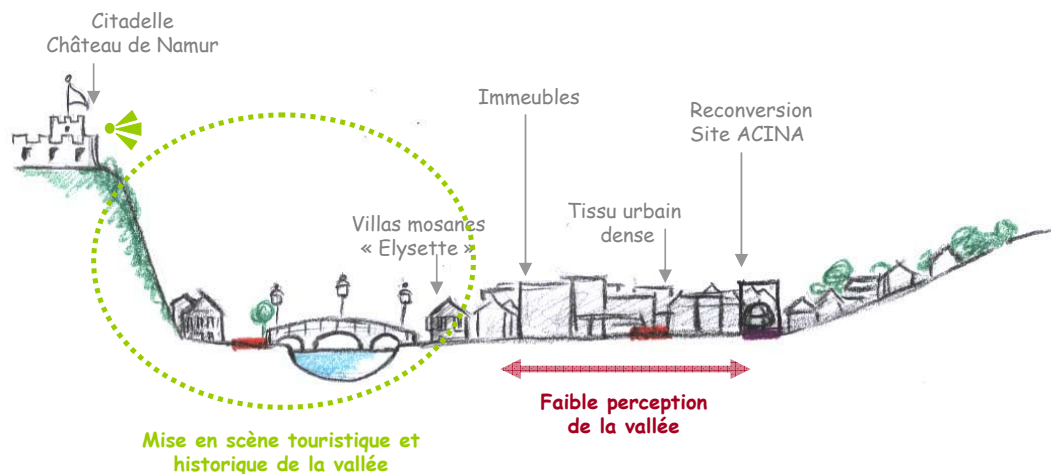 Citadelle
Château de Namur
Immeubles
Reconversion
Site ACINA
Villas mosanes
« Elysette »
Tissu urbain
dense
Faible perception
de la vallée
Mise en scène touristique et
historique de la vallée